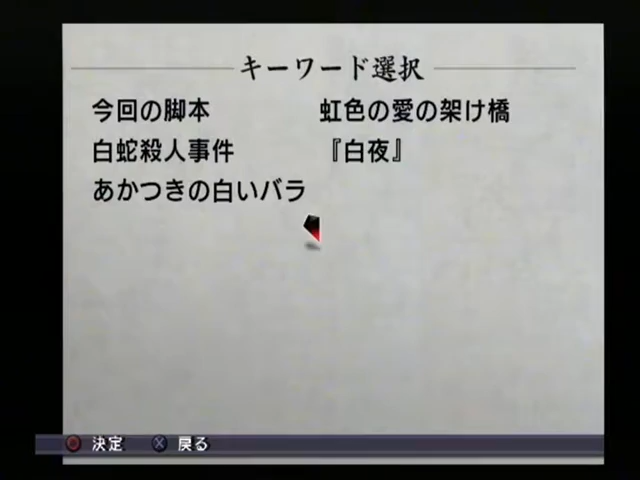 キーワード選択
今回の脚本 虹色の愛の架け橋
白蛇殺人事件 『白夜』
あかつきの白いバラ
決定 戻る